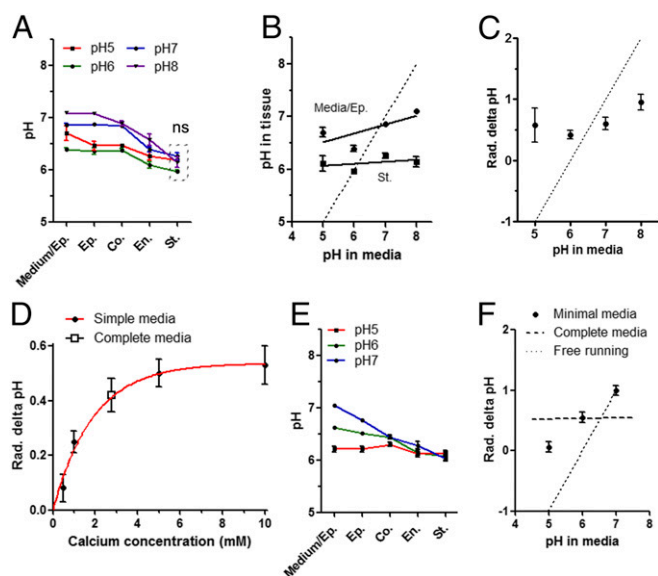 A
pH5
pH7
pH6
pH8
pH
8
7
6
5
ns
Medium/Ep.
Ep.
Co.
En.
St.
B
pH in tissue
8
7
6
5
Media/Ep.
St.
4
5
6
7
8
pH in media
C
Rad. delta pH
2
1
0
-1
5
6
7
8
pH in media
D
Simple media
Complete media
Rad. delta pH
0.6
0.4
0.2
0.0
0
2
4
6
8
10
Calcium concentration (mM)
E
pH5
pH6
pH7
pH
8
7
6
5
Medium/Ep.
Ep.
Co.
En.
St.
F
Minimal media
Complete media
Free running
Rad. delta pH
2
1
0
-1
4
5
6
7
8
pH in media